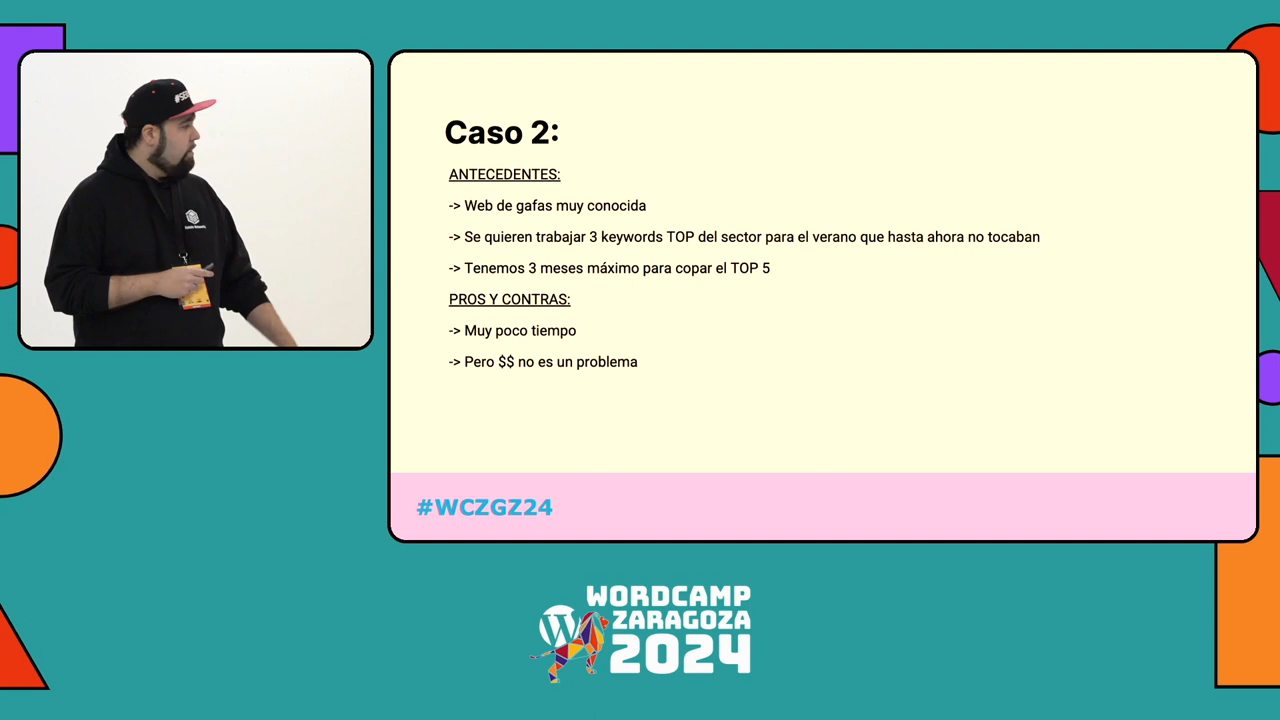 Caso 2:
ANTECEDENTES:
-> Web de gafas muy conocida
-> Se quieren trabajar 3 keywords TOP del sector para el verano que hasta ahora no tocaban
-> Tenemos 3 meses máximo para copar el TOP 5
PROS Y CONTRAS:
-> Muy poco tiempo
-> Pero $$ no es un problema
#WCZGZ24
WORDCAMP
ZARAGOZA
2024